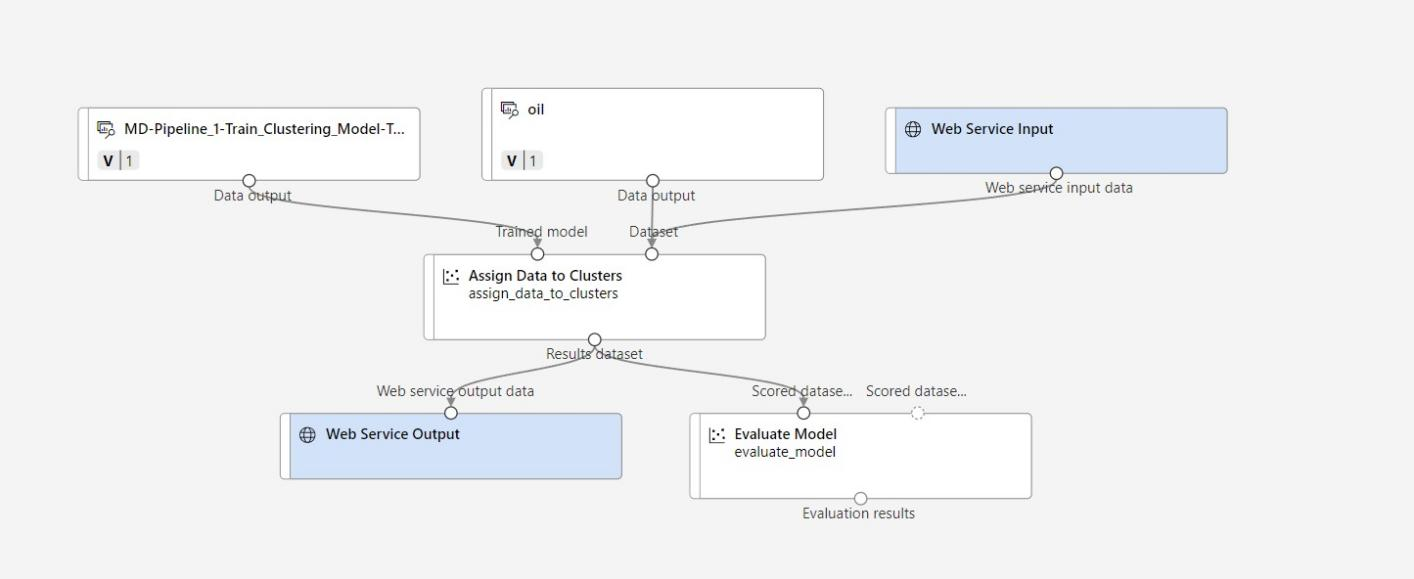 oil
MD-Pipeline_1-Train_Clustering_Model-T...
Web Service Input
V 1
V 1
Data output
Data output
Web service input data
Trained model
Dataset
Assign Data to Clusters
assign_data_to_clusters
Results dataset
Web service output data
Scored datase...
Scored datase...
Web Service Output
Evaluate Model
evaluate_model
Evaluation results